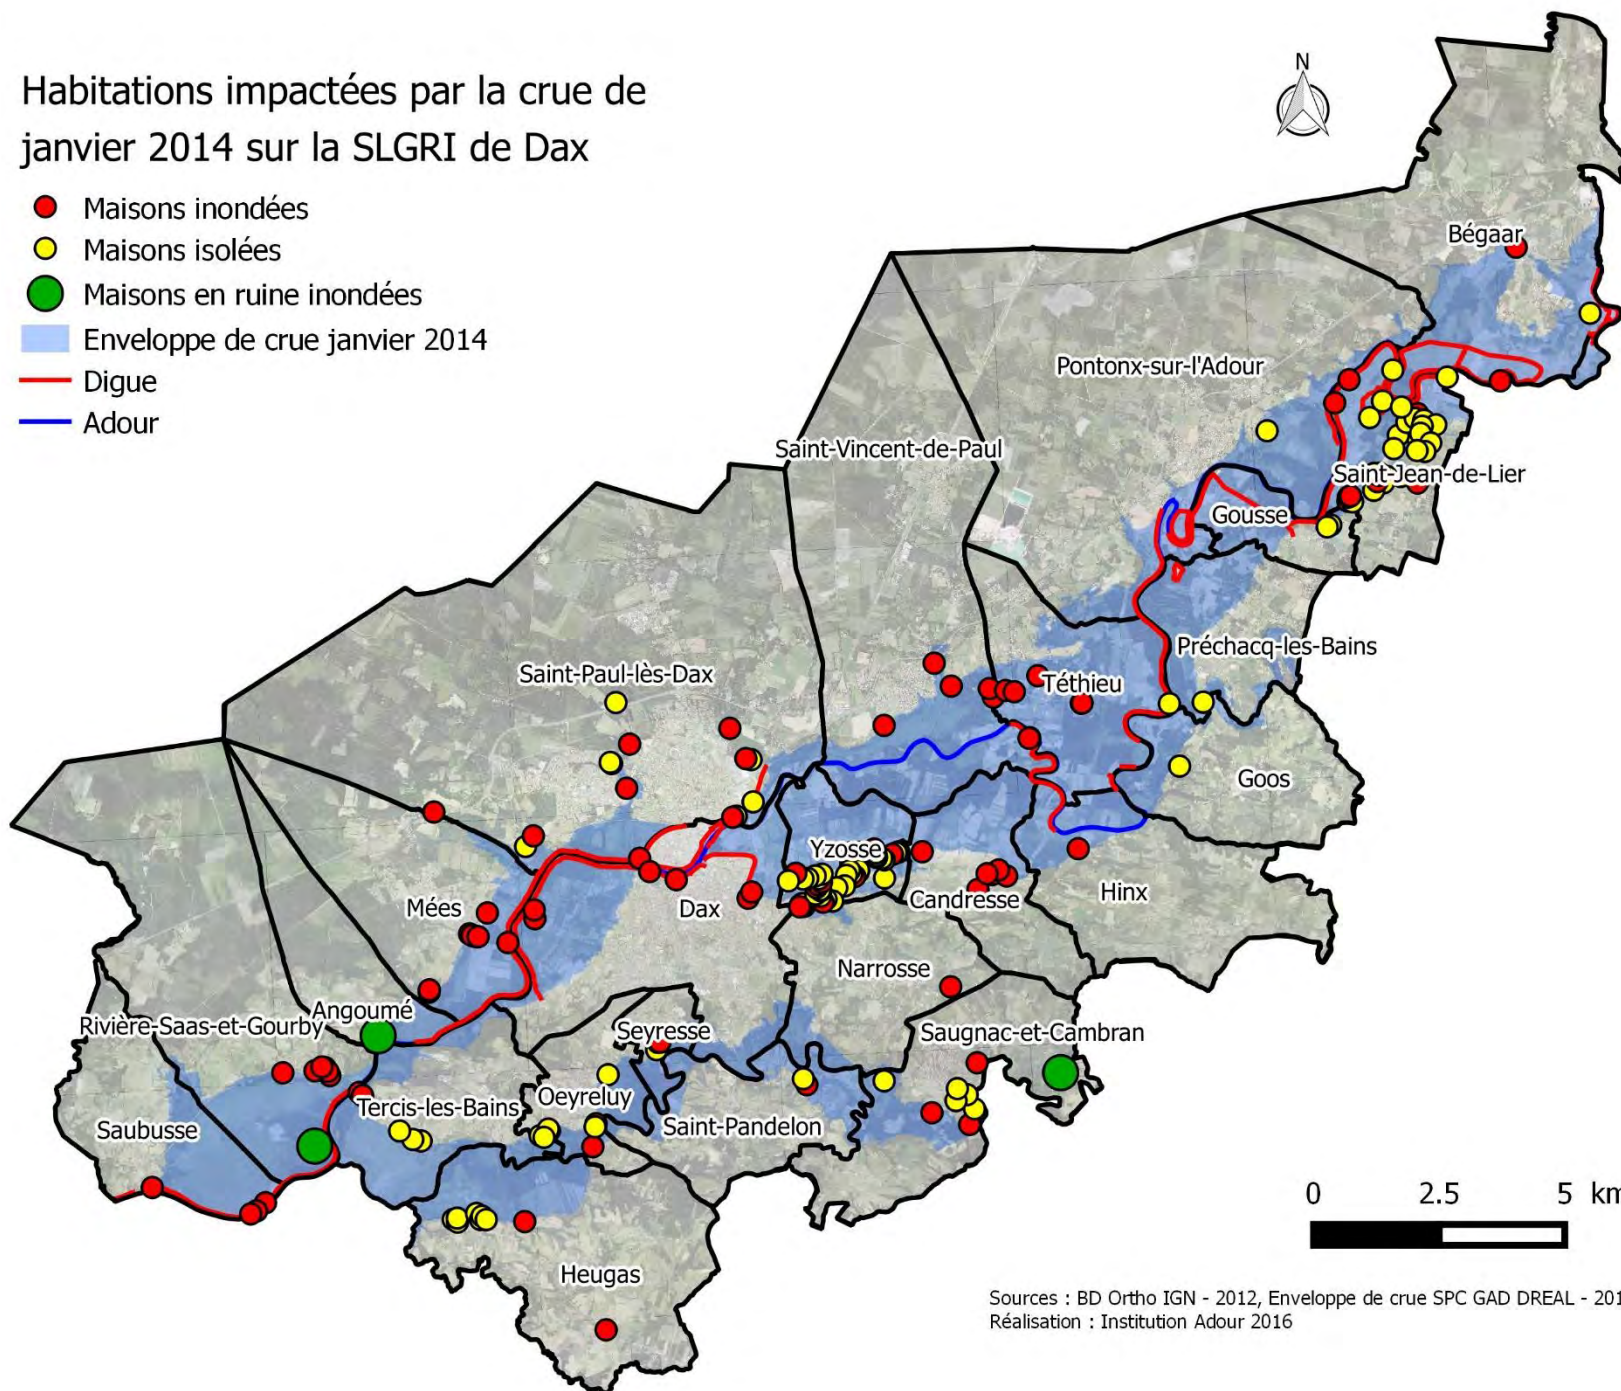 Habitations impactées par la crue de
janvier 2014 sur la SLGRI de Dax
Maisons inondées
Maisons isolées
Maisons en ruine inondées
Enveloppe de crue janvier 2014
Digue
Adour
N
Bégaar
Pontonx-sur-l'Adour
Saint-Vincent-de-Paul
Saint-Jean-de-Lier
Gousse
Préchacq-les-Bains
Saint-Paul-lès-Dax
Téthieu
Goos
Yzosse
Mées
Dax
Candresse
Hinx
Narrosse
Angoumé
Rivière-Saas-et-Gourby
Seyresse
Saugnac-et-Cambran
Oeyreluy
Tercis-les-Bains
Saint-Pandelon
Saubusse
Heugas
0 2.5 5 km
Sources : BD Ortho IGN - 2012, Enveloppe de crue SPC GAD DREAL - 201
Réalisation : Institution Adour 2016